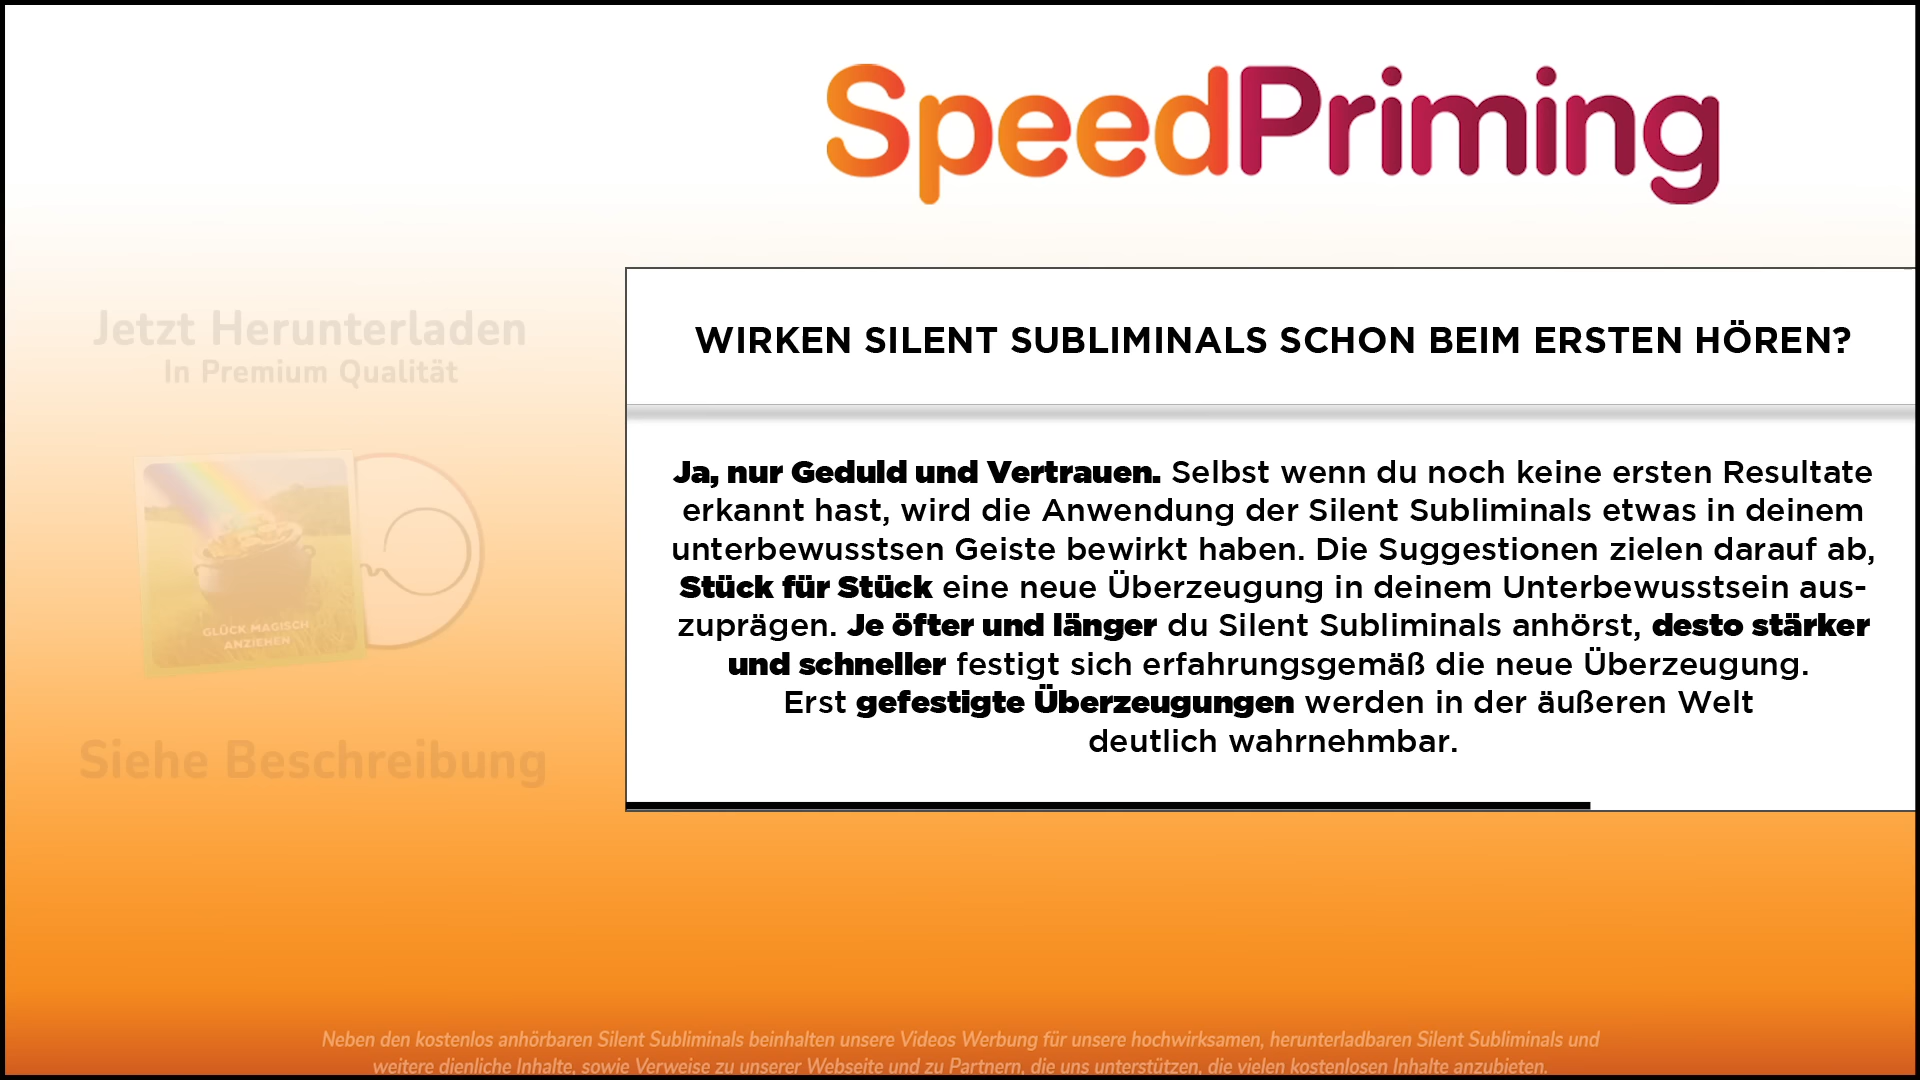 SpeedPriming
Jetzt Herunterladen
In Premium Qualität
GLÜCK MAGISCH
ANZIEHEN
Siehe Beschreibung
WIRKEN SILENT SUBLIMINALS SCHON BEIM ERSTEN HÖREN?
Ja, nur Geduld und Vertrauen. Selbst wenn du noch keine ersten Resultate
erkannt hast, wird die Anwendung der Silent Subliminals etwas in deinem
unterbewusstsen Geiste bewirkt haben. Die Suggestionen zielen darauf ab,
Stück für Stück eine neue Überzeugung in deinem Unterbewusstsein aus-
zuprägen. Je öfter und länger du Silent Subliminals anhörst, desto stärker
und schneller festigt sich erfahrungsgemäß die neue Überzeugung.
Erst gefestigte Überzeugungen werden in der äußeren Welt
deutlich wahrnehmbar.
Neben den kostenlos anhörbaren Silent Subliminals beinhalten unsere Videos Werbung für unsere hochwirksamen, herunterladbaren Silent Subliminals und
weitere dienliche Inhalte, sowie Verweise zu unserer Webseite und zu Partnern, die uns unterstützen, die vielen kostenlosen Inhalte anzubieten.